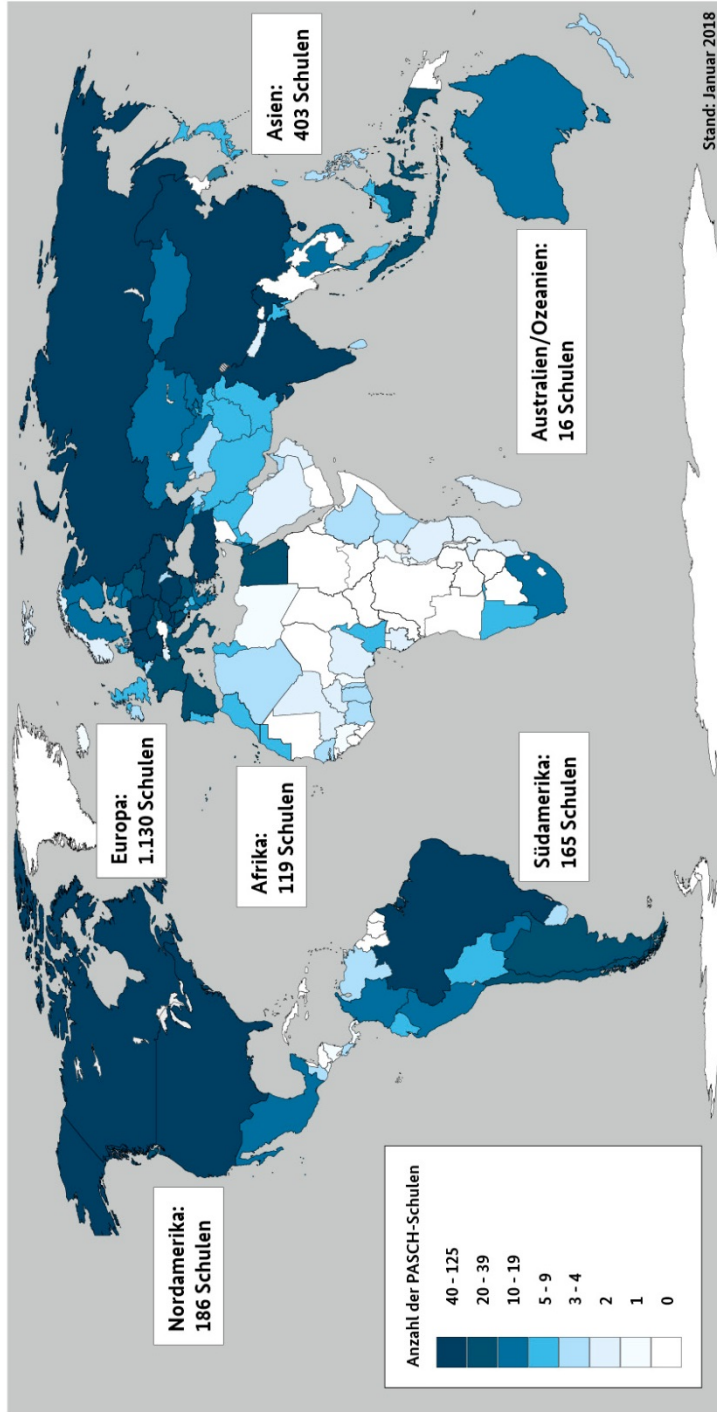 Nordamerika:
186 Schulen
Europa:
1.130 Schulen
Asien:
403 Schulen
Afrika:
119 Schulen
Südamerika:
165 Schulen
Australien/Ozeanien:
16 Schulen
Anzahl der PASCH-Schulen
40 - 125
20 - 39
10 - 19
5 - 9
3 - 4
2
1
0
Stand: Januar 2018